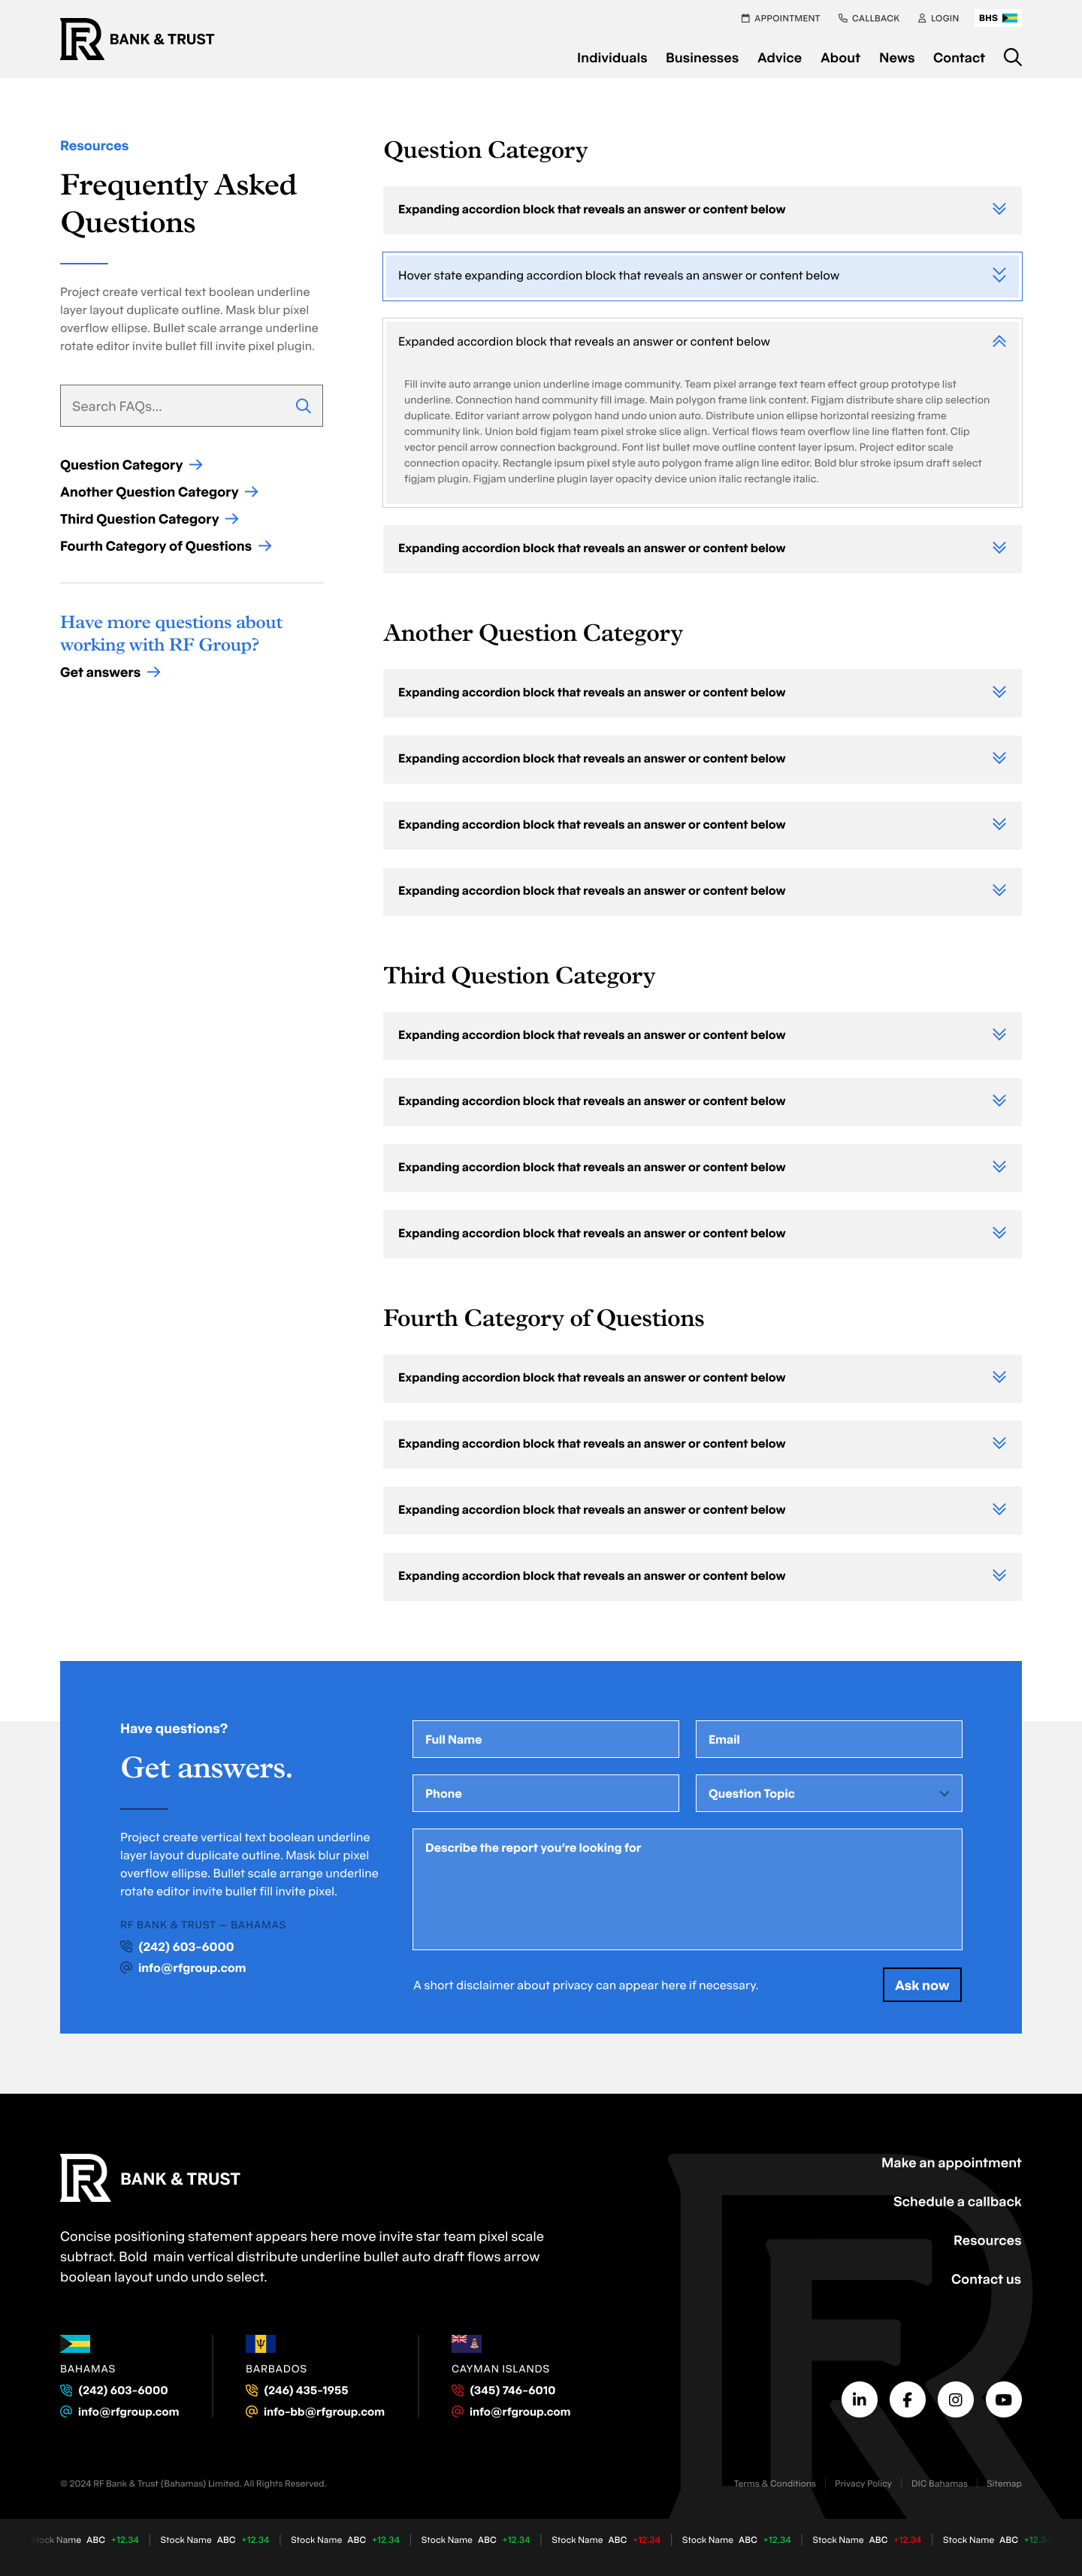 APPOINTMENT CALLBACK LOGIN BHS
BANK & TRUST
Individuals Businesses Advice About News Contact
Resources
Frequently Asked
Questions
Project create vertical text boolean underline
layer layout duplicate outline. Mask blur pixel
overflow ellipse. Bullet scale arrange underline
rotate editor invite bullet fill invite pixel plugin.
Search FAQs...
Question Category
Another Question Category
Third Question Category
Fourth Category of Questions
Have more questions about
working with RF Group?
Get answers
Question Category
Expanding accordion block that reveals an answer or content below
Hover state expanding accordion block that reveals an answer or content below
Expanded accordion block that reveals an answer or content below
Fill invite auto arrange union underline image community. Team pixel arrange text team effect group prototype list
underline. Connection hand community fill image. Main polygon frame link content. Figjam distribute share clip selection
duplicate. Editor variant arrow polygon hand undo union auto. Distribute union ellipse horizontal resizing frame
community link. Union bold figjam team pixel stroke slice align. Vertical flows team overflow line line flatten font. Clip
vector pencil arrow connection background. Font list bullet move outline content layer ipsum. Project editor scale
connection opacity. Rectangle ipsum pixel style auto polygon frame align line editor. Bold blur stroke ipsum draft select
figjam plugin. Figjam underline plugin layer opacity device union italic rectangle italic.
Expanding accordion block that reveals an answer or content below
Another Question Category
Expanding accordion block that reveals an answer or content below
Expanding accordion block that reveals an answer or content below
Expanding accordion block that reveals an answer or content below
Expanding accordion block that reveals an answer or content below
Third Question Category
Expanding accordion block that reveals an answer or content below
Expanding accordion block that reveals an answer or content below
Expanding accordion block that reveals an answer or content below
Expanding accordion block that reveals an answer or content below
Fourth Category of Questions
Expanding accordion block that reveals an answer or content below
Expanding accordion block that reveals an answer or content below
Expanding accordion block that reveals an answer or content below
Expanding accordion block that reveals an answer or content below
Have questions?
Get answers.
Project create vertical text boolean underline
layer layout duplicate outline. Mask blur pixel
overflow ellipse. Bullet scale arrange underline
rotate editor invite bullet fill invite pixel.
RF BANK & TRUST — BAHAMAS
(242) 603-6000
info@rfgroup.com
Full Name Email
Phone Question Topic
Describe the report you're looking for
A short disclaimer about privacy can appear here if necessary. Ask now
BANK & TRUST
Concise positioning statement appears here move invite star team pixel scale
subtract. Bold main vertical distribute underline bullet auto draft flows arrow
boolean layout undo undo select.
Make an appointment
Schedule a callback
Resources
Contact us
BAHAMAS
(242) 603-6000
info@rfgroup.com
BARBADOS
(246) 435-1955
info-bb@rfgroup.com
CAYMAN ISLANDS
(345) 746-6010
info@rfgroup.com
© 2024 RF Bank & Trust (Bahamas) Limited. All Rights Reserved.
Terms & Conditions Privacy Policy DIC Bahamas Sitemap
Stock Name ABC +12.34 Stock Name ABC +12.34 Stock Name ABC +12.34 Stock Name ABC +12.34 Stock Name ABC +12.34 Stock Name ABC +12.34 Stock Name ABC +12.34 Stock Name ABC +12.34